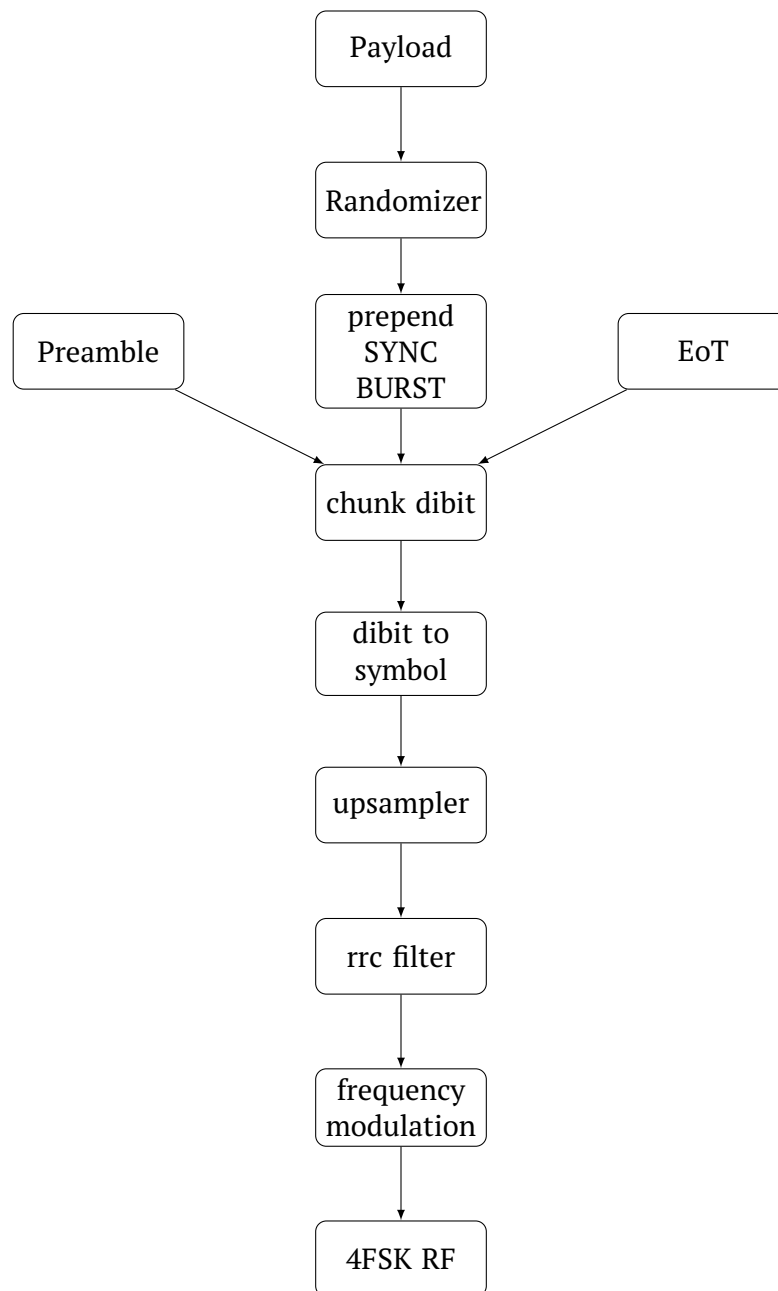 Payload
Randomizer
prepend
SYNC
BURST
Preamble
EoT
chunk dibit
dibit to
symbol
upsampler
rrc filter
frequency
modulation
4FSK RF